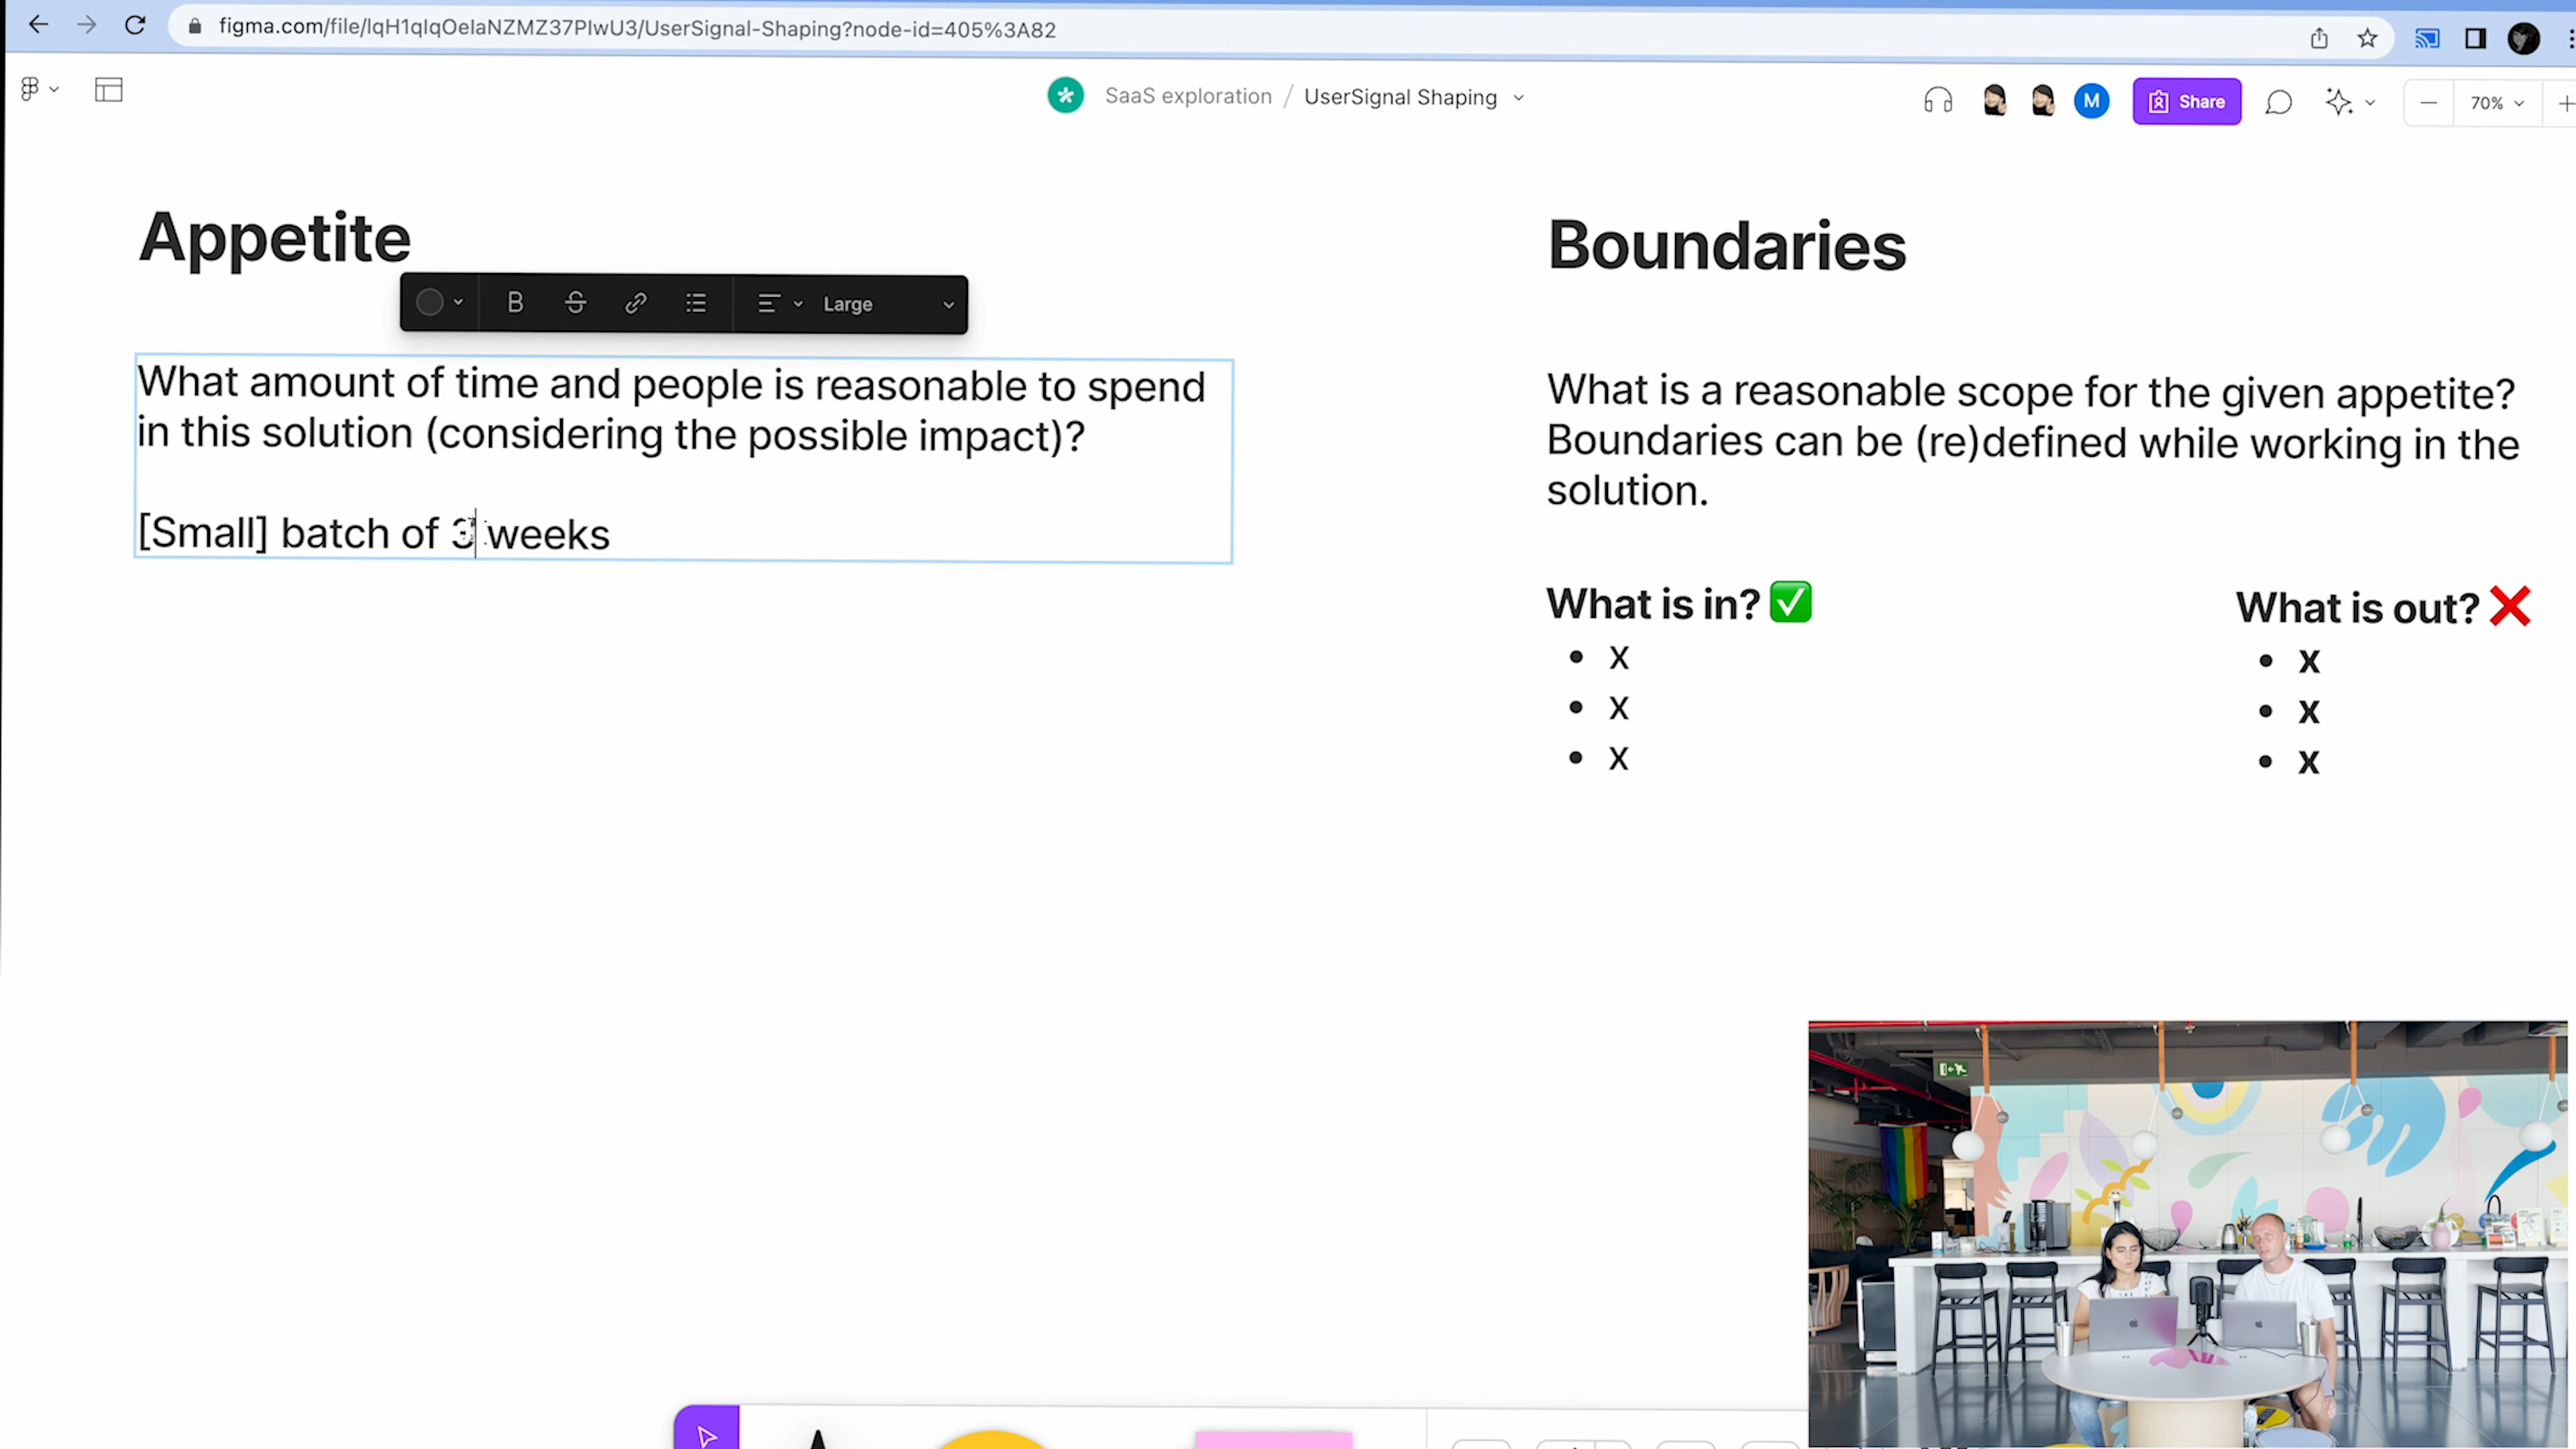 figma.com/file/lqH1qIqOelaNZMZ37PIwU3/UserSignal-Shaping?node-id=405%3A82
SaaS exploration / UserSignal Shaping
M
Share
70%
Appetite
B S Large
What amount of time and people is reasonable to spend
in this solution (considering the possible impact)?
[Small] batch of 3 weeks
Boundaries
What is a reasonable scope for the given appetite?
Boundaries can be (re)defined while working in the
solution.
What is in? ✅
• x
• x
• x
What is out? ❌
• x
• x
• x